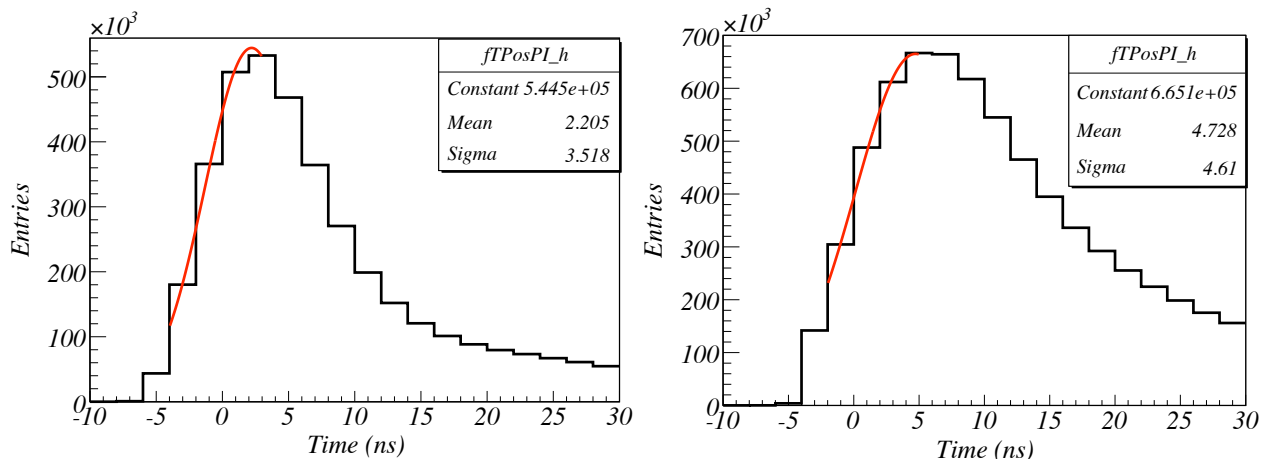 ×10³
500
400
300
200
100
0
Entries
-10 -5 0 5 10 15 20 25 30
Time (ns)
fTPosPI_h
Constant 5.445e+05
Mean 2.205
Sigma 3.518
×10³
700
600
500
400
300
200
100
0
Entries
-10 -5 0 5 10 15 20 25 30
Time (ns)
fTPosPI_h
Constant 6.651e+05
Mean 4.728
Sigma 4.61